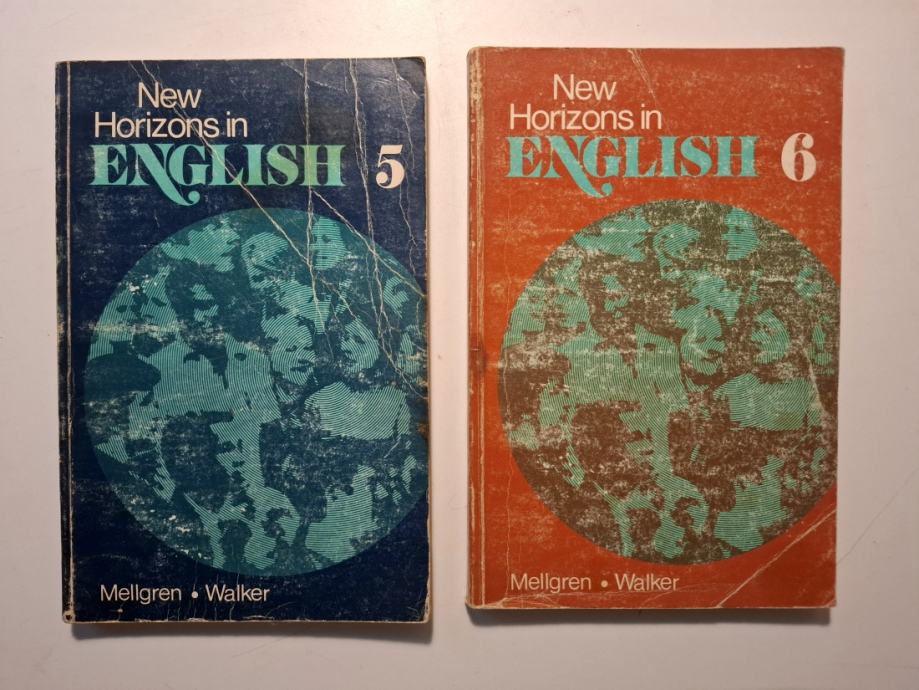 New
Horizons in
ENGLISH 5
Mellgren • Walker
New
Horizons in
ENGLISH 6
Mellgren • Walker